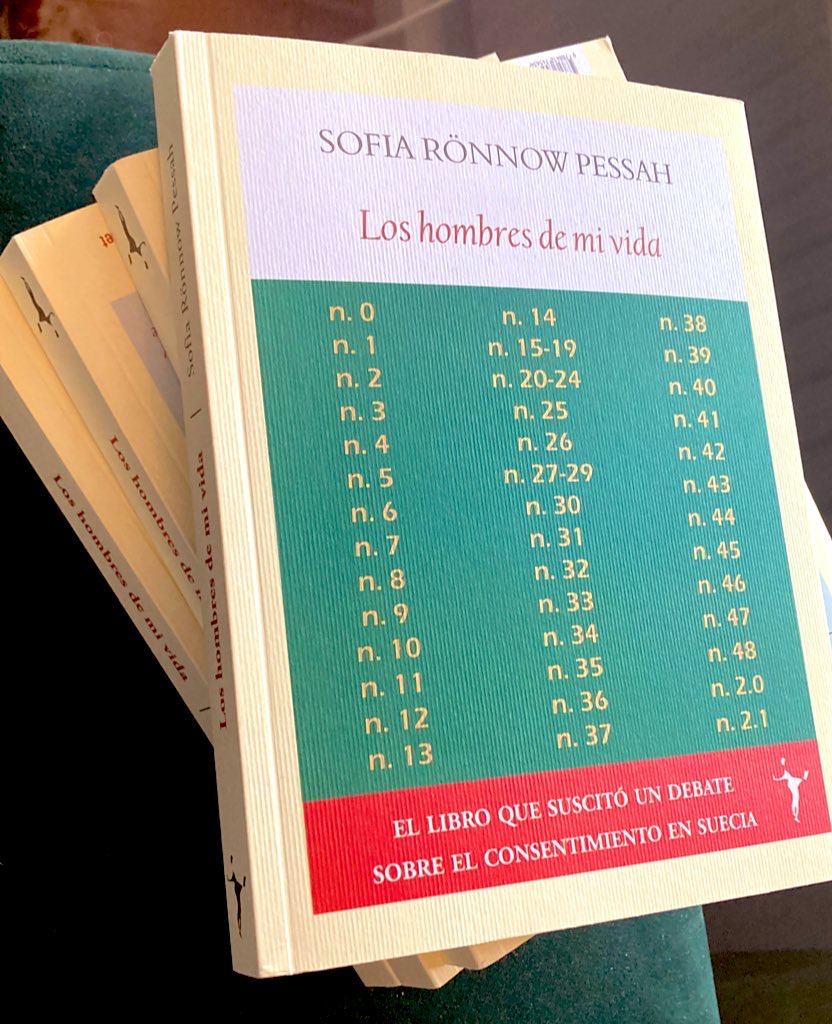 SOFIA RÖNNOW PESSAH
Los hombres de mi vida
n. 0
n. 1
n. 2
n. 3
n. 4
n. 5
n. 6
n. 7
n. 8
n. 9
n. 10
n. 11
n. 12
n. 13
n. 14
n. 15-19
n. 20-24
n. 25
n. 26
n. 27-29
n. 30
n. 31
n. 32
n. 33
n. 34
n. 35
n. 36
n. 37
n. 38
n. 39
n. 40
n. 41
n. 42
n. 43
n. 44
n. 45
n. 46
n. 47
n. 48
n. 2.0
n. 2.1
EL LIBRO QUE SUSCITÓ UN DEBATE
SOBRE EL CONSENTIMIENTO EN SUECIA
Los hombres de mi vida | Sofia Rönnow Pessah
Los hombres de
Los hombres de mi vida |